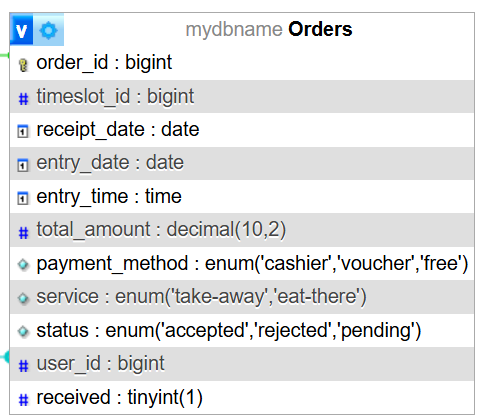 v mydbname Orders
order_id : bigint
# timeslot_id : bigint
receipt_date : date
entry_date : date
entry_time : time
# total_amount : decimal(10,2)
payment_method : enum('cashier','voucher','free')
service : enum('take-away','eat-there')
status : enum('accepted','rejected','pending')
# user_id : bigint
# received : tinyint(1)